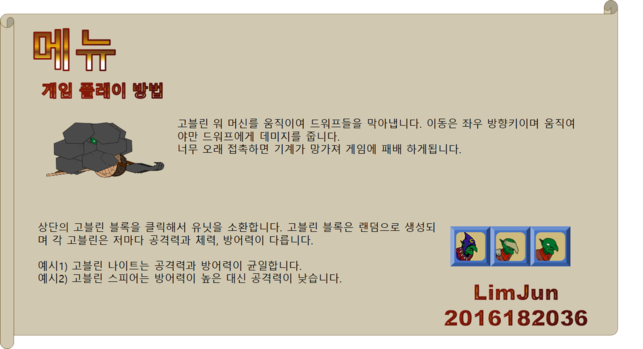 메뉴
게임 플레이 방법
고블린 워 머신를 움직이여 드워프들을 막아냅니다. 이동은 좌우 방향키이며 움직여
야만 드워프에게 데미지를 줍니다.
너무 오래 접촉하면 기계가 망가져 게임에 패배 하게됩니다.
상단의 고블린 블록을 클릭해서 유닛을 소환합니다. 고블린 블록은 랜덤으로 생성되
며 각 고블린은 저마다 공격력과 체력, 방어력이 다릅니다.
예시1) 고블린 나이트는 공격력과 방어력이 균일합니다.
예시2) 고블린 스피어는 방어력이 높은 대신 공격력이 낮습니다.
LimJun
2016182036